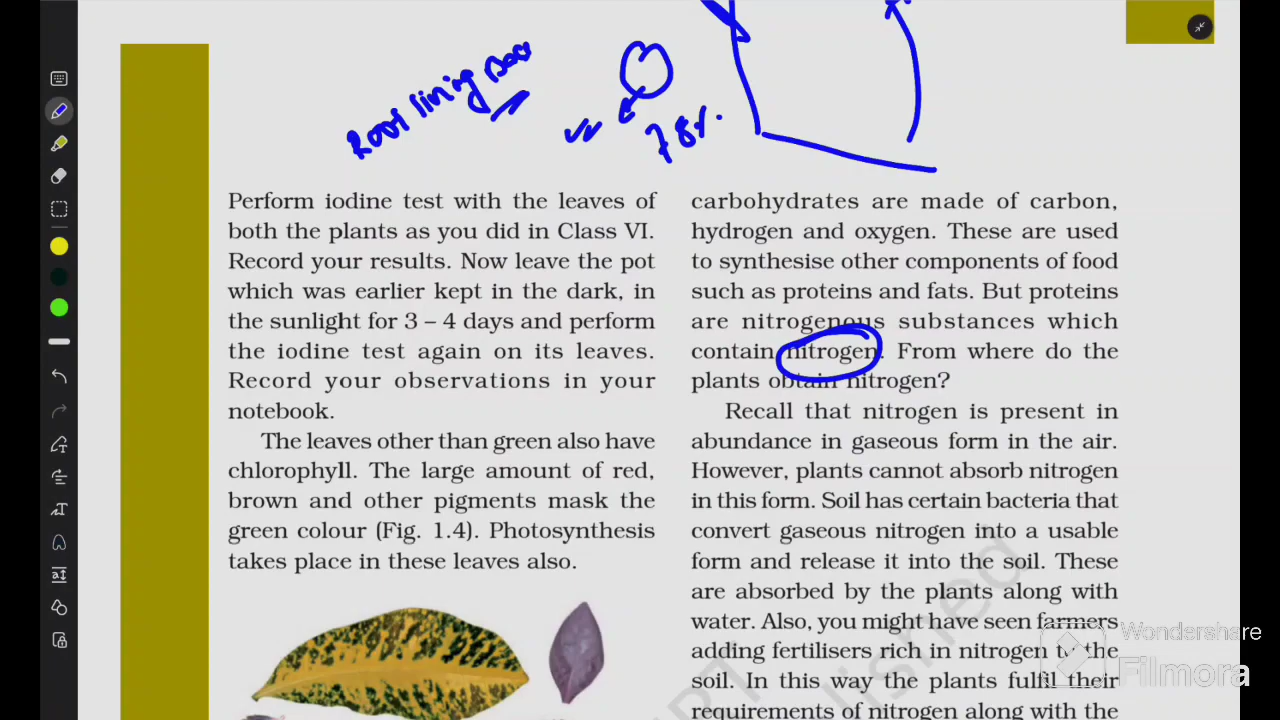 Root lining
78%
Perform iodine test with the leaves of
both the plants as you did in Class VI.
Record your results. Now leave the pot
which was earlier kept in the dark, in
the sunlight for 3 – 4 days and perform
the iodine test again on its leaves.
Record your observations in your
notebook.
The leaves other than green also have
chlorophyll. The large amount of red,
brown and other pigments mask the
green colour (Fig. 1.4). Photosynthesis
takes place in these leaves also.
carbohydrates are made of carbon,
hydrogen and oxygen. These are used
to synthesise other components of food
such as proteins and fats. But proteins
are nitrogenous substances which
contain nitrogen. From where do the
plants obtain nitrogen?
Recall that nitrogen is present in
abundance in gaseous form in the air.
However, plants cannot absorb nitrogen
in this form. Soil has certain bacteria that
convert gaseous nitrogen into a usable
form and release it into the soil. These
are absorbed by the plants along with
water. Also, you might have seen farmers
adding fertilisers rich in nitrogen to the
soil. In this way the plants fulfil their
requirements of nitrogen along with the
Wondershare
Filmora